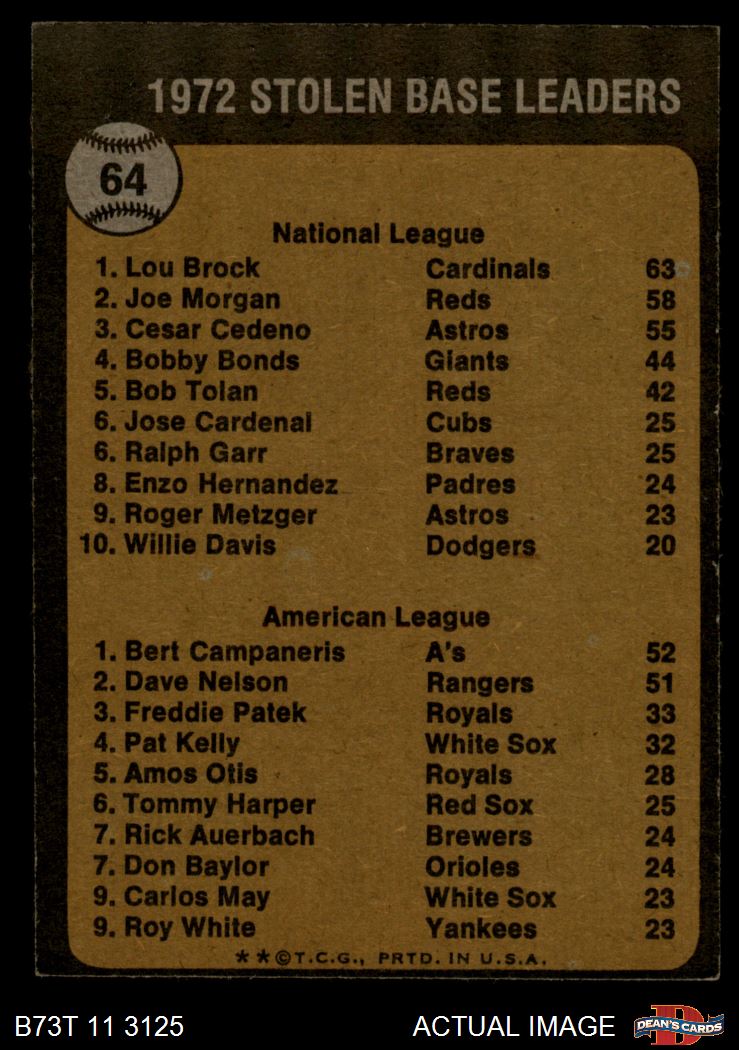 1972 STOLEN BASE LEADERS
64
National League
1. Lou Brock Cardinals 63
2. Joe Morgan Reds 58
3. Cesar Cedeno Astros 55
4. Bobby Bonds Giants 44
5. Bob Tolan Reds 42
6. Jose Cardenal Cubs 25
6. Ralph Garr Braves 25
8. Enzo Hernandez Padres 24
9. Roger Metzger Astros 23
10. Willie Davis Dodgers 20
American League
1. Bert Campaneris A's 52
2. Dave Nelson Rangers 51
3. Freddie Patek Royals 33
4. Pat Kelly White Sox 32
5. Amos Otis Royals 28
6. Tommy Harper Red Sox 25
7. Rick Auerbach Brewers 24
7. Don Baylor Orioles 24
9. Carlos May White Sox 23
9. Roy White Yankees 23
**©T.C.G., PRTD. IN U.S.A.
B73T 11 3125 ACTUAL IMAGE D DEAN'S CARDS